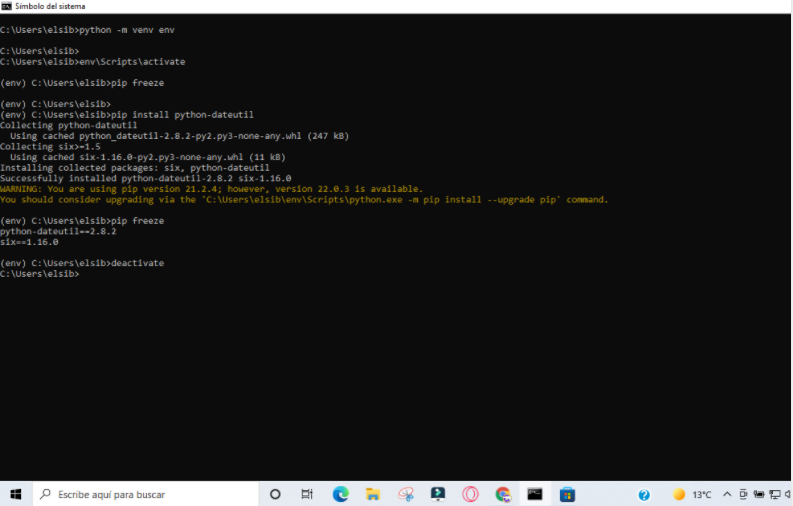 Símbolo del sistema
C:\Users\elsib>python -m venv env
C:\Users\elsib>
C:\Users\elsib>env\Scripts\activate
(env) C:\Users\elsib>pip freeze
(env) C:\Users\elsib>
(env) C:\Users\elsib>pip install python-dateutil
Collecting python-dateutil
  Using cached python_dateutil-2.8.2-py2.py3-none-any.whl (247 kB)
Collecting six>=1.5
  Using cached six-1.16.0-py2.py3-none-any.whl (11 kB)
Installing collected packages: six, python-dateutil
Successfully installed python-dateutil-2.8.2 six-1.16.0
WARNING: You are using pip version 21.2.4; however, version 22.0.3 is available.
You should consider upgrading via the 'C:\Users\elsib\env\Scripts\python.exe -m pip install --upgrade pip' command.
(env) C:\Users\elsib>pip freeze
python-dateutil==2.8.2
six==1.16.0
(env) C:\Users\elsib>deactivate
C:\Users\elsib>
Escribe aquí para buscar
13°C